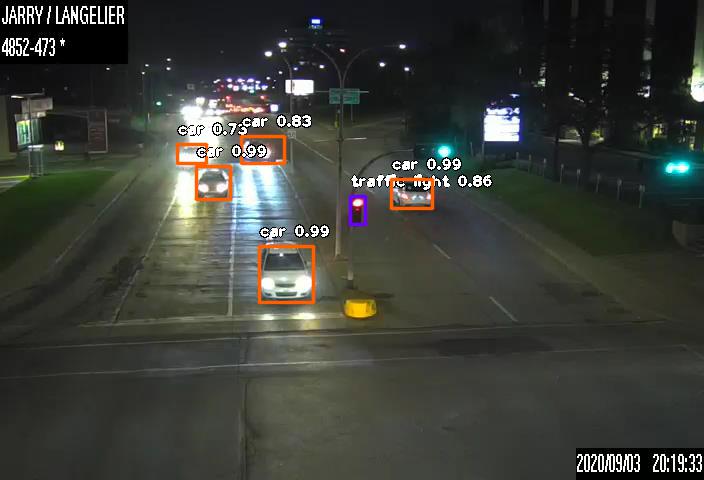 JARRY / LANGELIER
4852-473 *
car 0.73
car 0.83
car 0.99
car 0.99
traffic light 0.86
car 0.99
2020/09/03 20:19:33